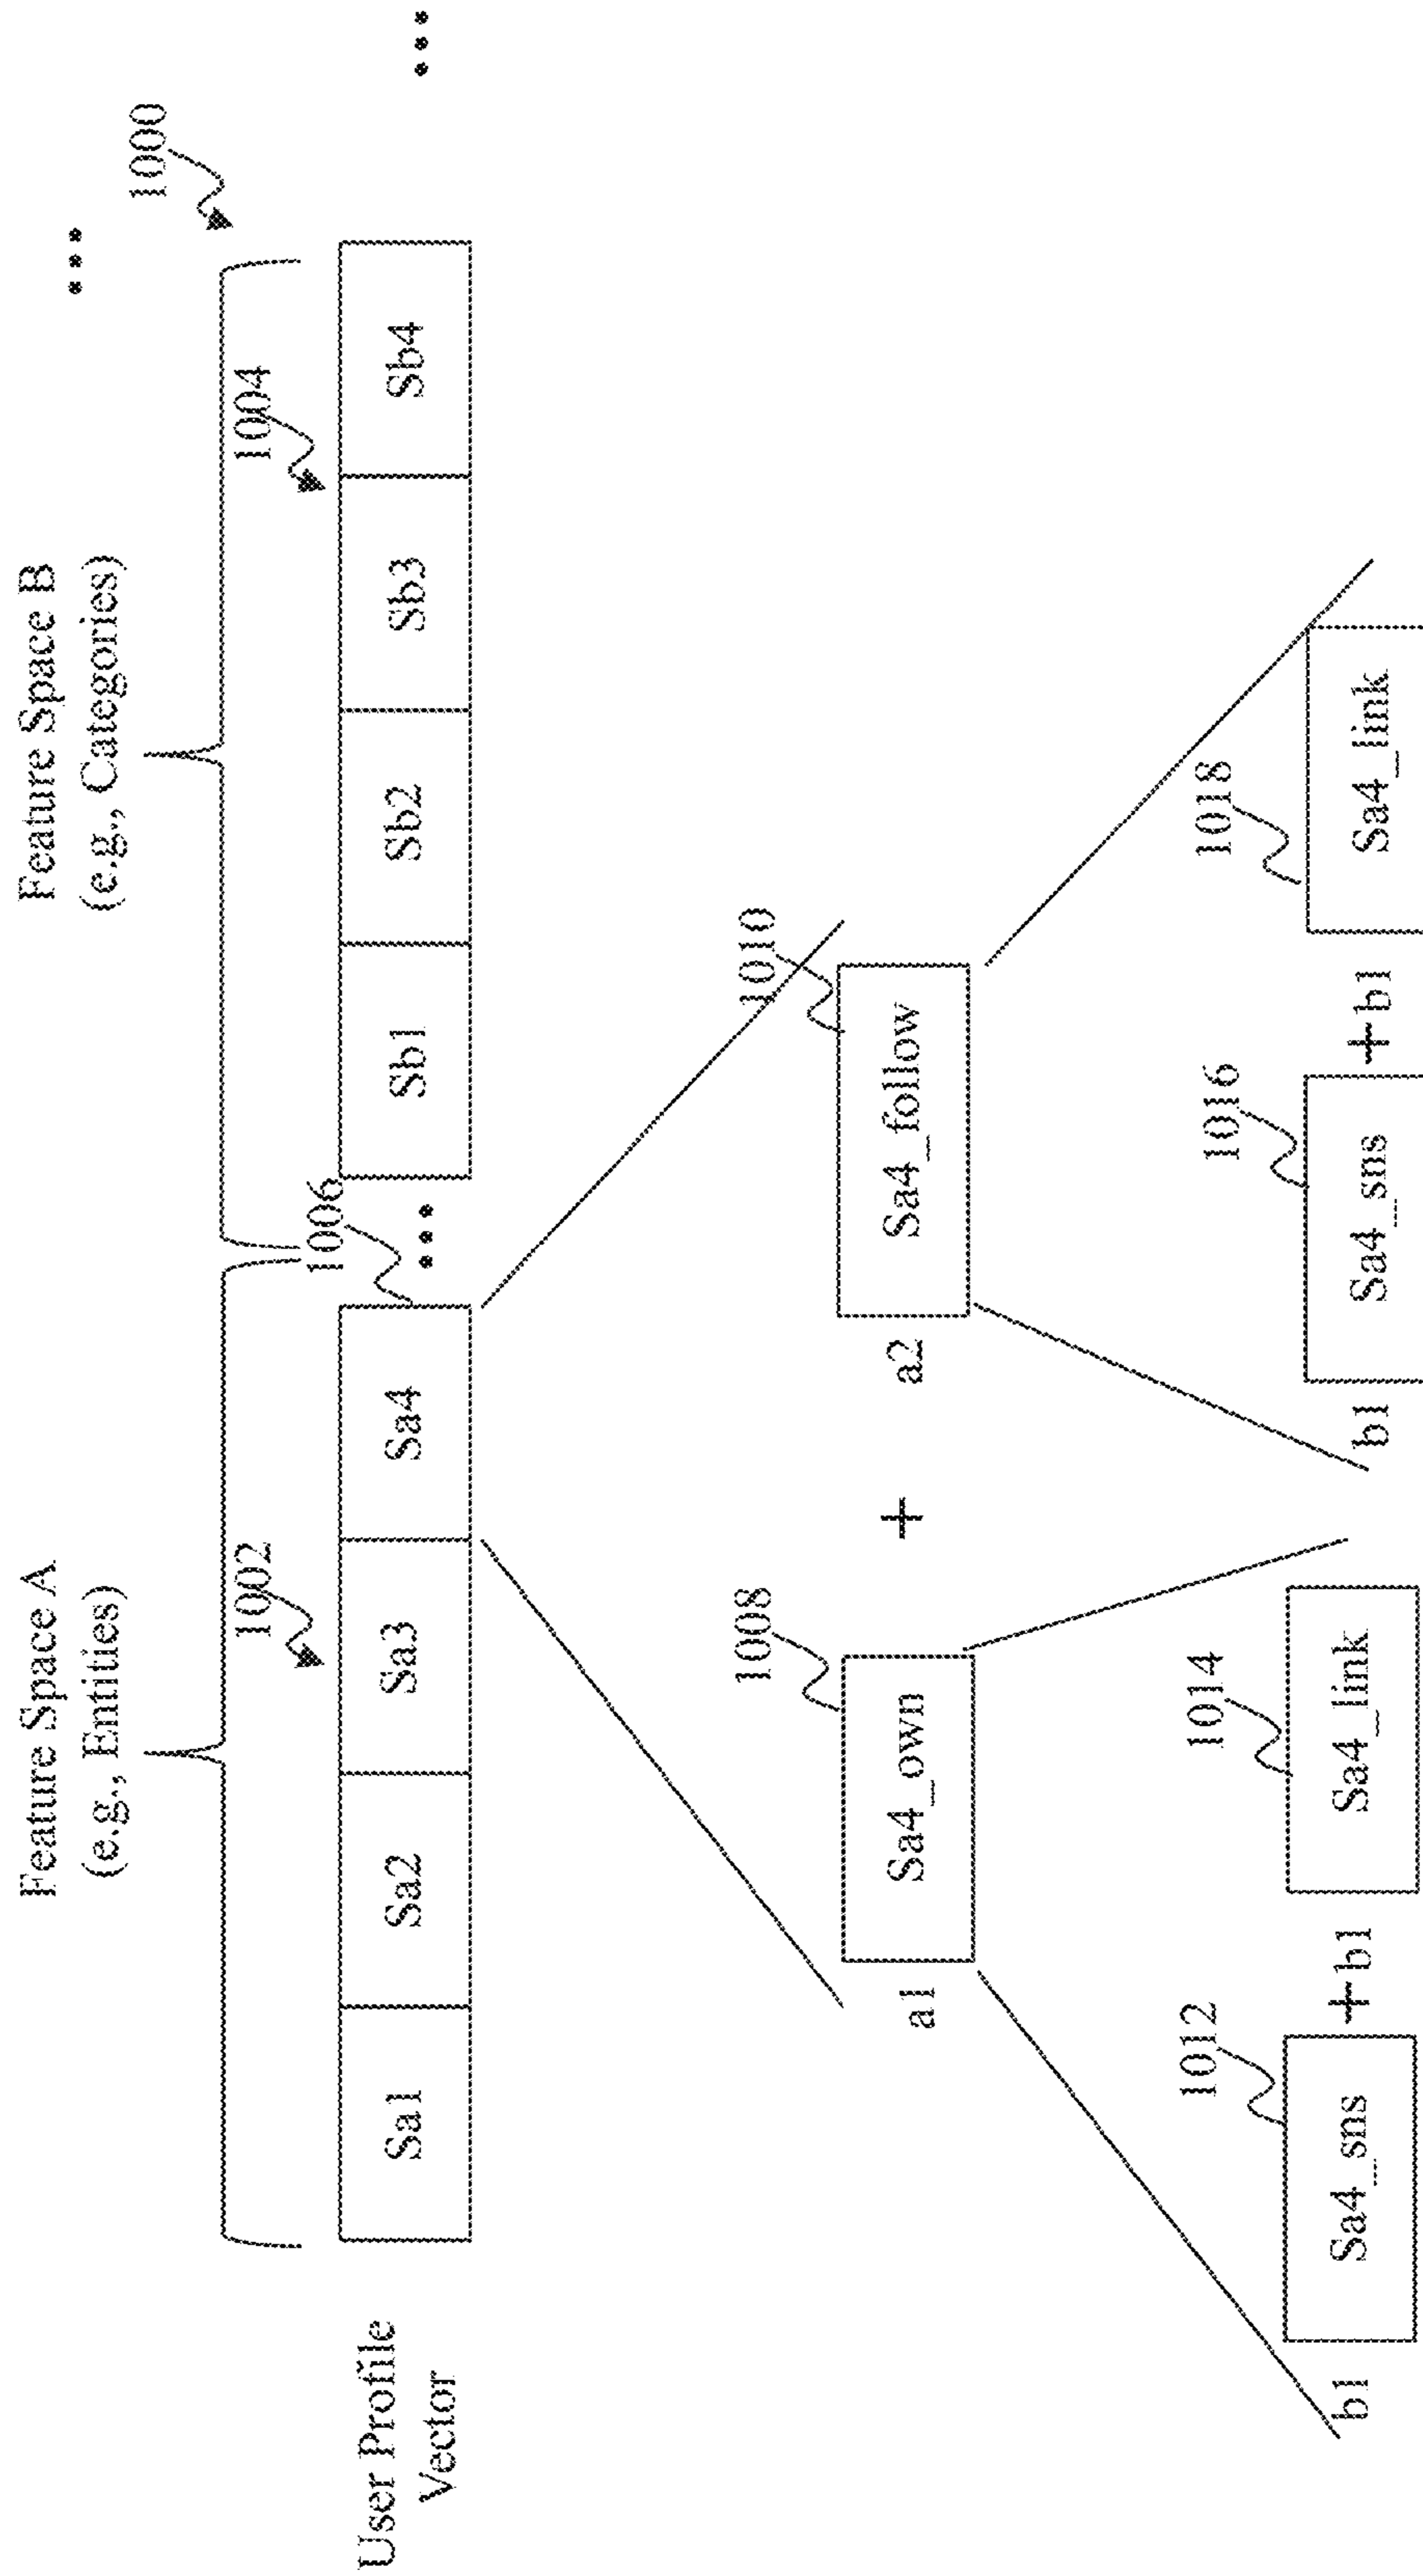 Feature Space A
(e.g., Entities)
Feature Space B
(e.g., Categories)
...
1000
1002
1004
User Profile
Vector
Sa1
Sa2
Sa3
Sa4
1006
...
Sb1
Sb2
Sb3
Sb4
...
1008
1010
a1
Sa4_own
+
a2
Sa4_follow
1012
1014
1016
1018
b1
Sa4_sns
+b1
Sa4_link
b1
Sa4_sns
+b1
Sa4_link